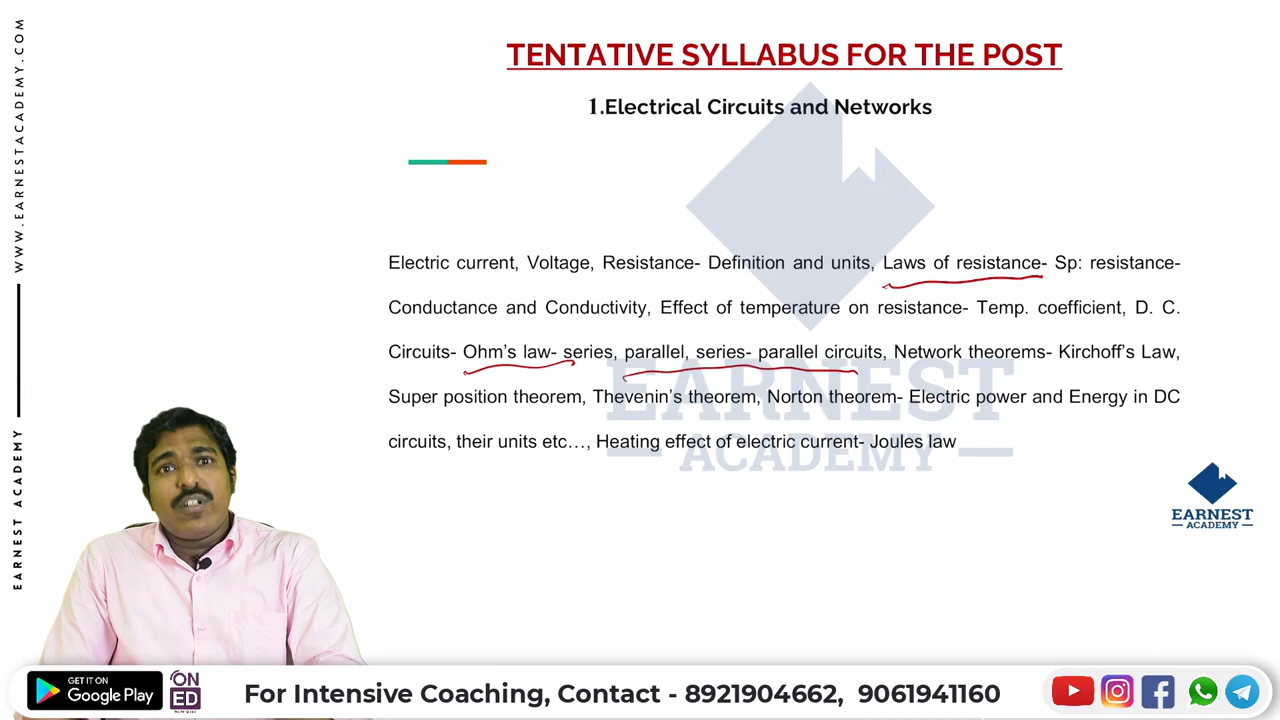 WWW.EARNESTACADEMY.COM
EARNEST ACADEMY
TENTATIVE SYLLABUS FOR THE POST
1.Electrical Circuits and Networks
Electric current, Voltage, Resistance- Definition and units, Laws of resistance- Sp: resistance-
Conductance and Conductivity, Effect of temperature on resistance- Temp. coefficient, D. C.
Circuits- Ohm's law- series, parallel, series- parallel circuits, Network theorems- Kirchoff's Law,
Super position theorem, Thevenin's theorem, Norton theorem- Electric power and Energy in DC
circuits, their units etc…, Heating effect of electric current- Joules law
EARNEST
ACADEMY
EARNEST
ACADEMY
GET IT ON
Google Play
ON
ED
For Intensive Coaching, Contact - 8921904662, 9061941160